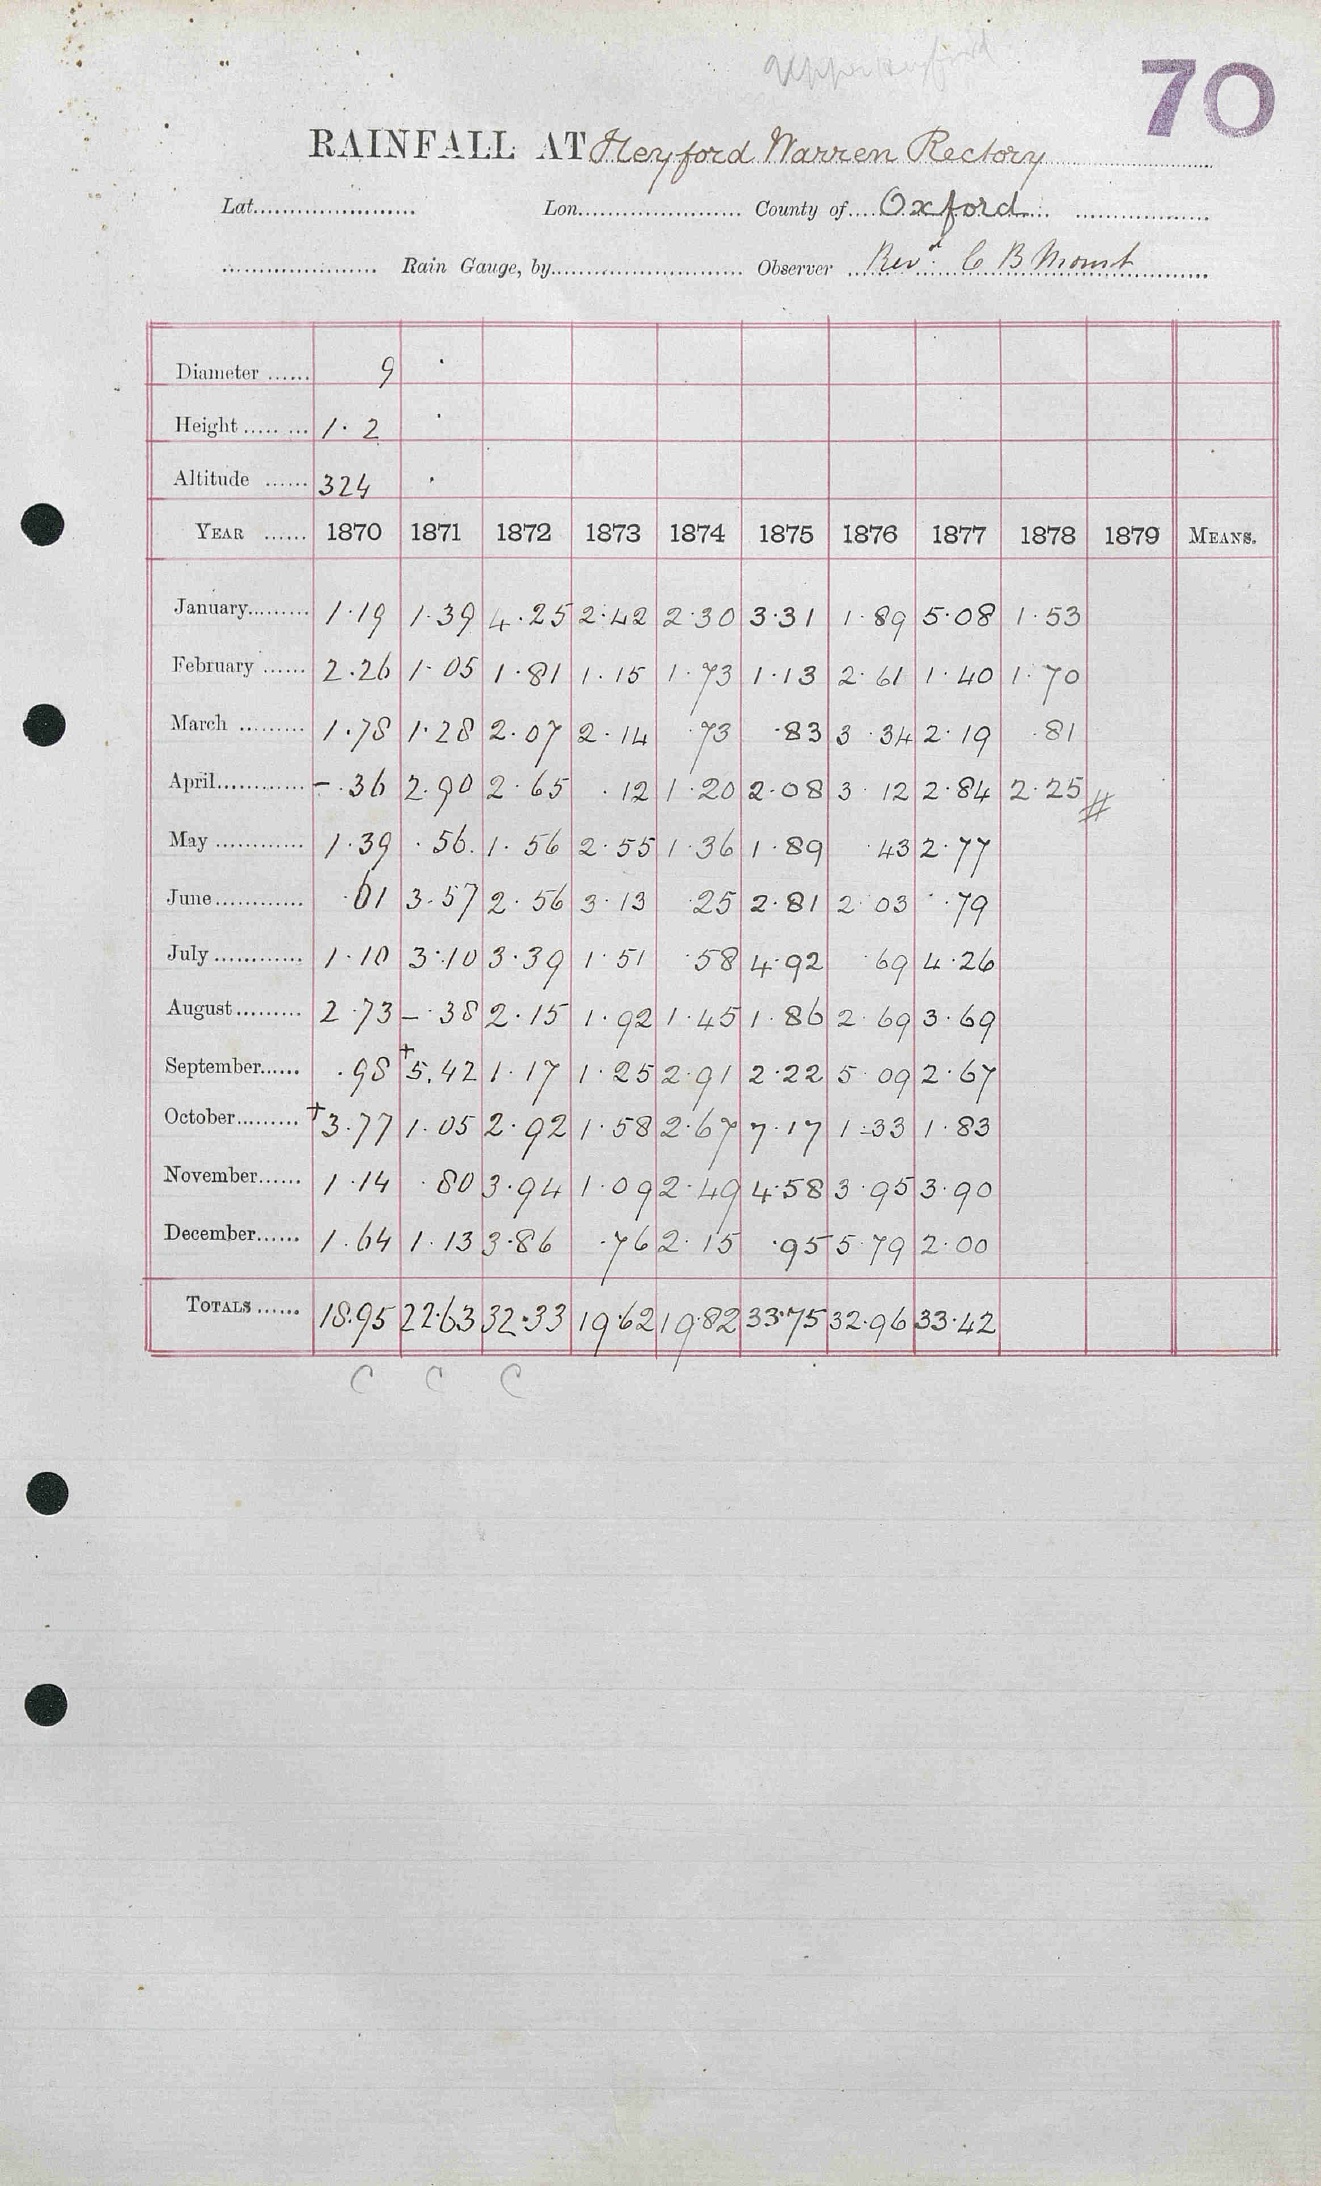 Upper Heyford
70
RAINFALL AT Heyford Warren Rectory
Lat. Lon. County of Oxford
Rain Gauge, by Observer Revd. C B Mount
Diameter 9
Height 1.2
Altitude 324
YEAR 1870 1871 1872 1873 1874 1875 1876 1877 1878 1879 MEANS.
January 1.19 1.39 4.25 2.42 2.30 3.31 1.89 5.08 1.53
February 2.26 1.05 1.81 1.15 1.73 1.13 2.61 1.40 1.70
March 1.78 1.28 2.07 2.14 .73 .83 3.34 2.19 .81
April -.36 2.90 2.65 .12 1.20 2.08 3.12 2.84 2.25 #
May 1.39 .56. 1.56 2.55 1.36 1.89 .43 2.77
June .61 3.57 2.56 3.13 .25 2.81 2.03 .79
July 1.10 3.10 3.39 1.51 .58 4.92 .69 4.26
August 2.73 -.38 2.15 1.92 1.45 1.86 2.69 3.69
September .98 +5.42 1.17 1.25 2.91 2.22 5.09 2.67
October +3.77 1.05 2.92 1.58 2.67 7.17 1.33 1.83
November 1.14 .80 3.94 1.09 2.49 4.58 3.95 3.90
December 1.64 1.13 3.86 .76 2.15 .95 5.79 2.00
TOTALS 18.95 22.63 32.33 19.62 19.82 33.75 32.96 33.42
C C C